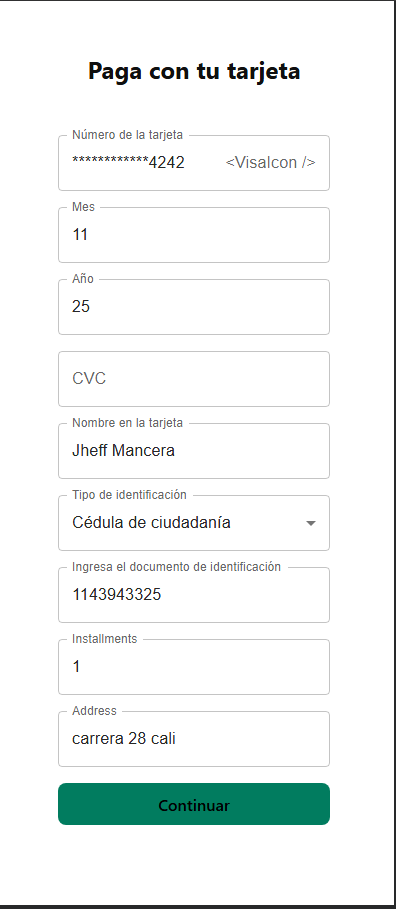 Paga con tu tarjeta
Número de la tarjeta
************4242 <VisaIcon />
Mes
11
Año
25
CVC
Nombre en la tarjeta
Jheff Mancera
Tipo de identificación
Cédula de ciudadanía
Ingresa el documento de identificación
1143943325
Installments
1
Address
carrera 28 cali
Continuar